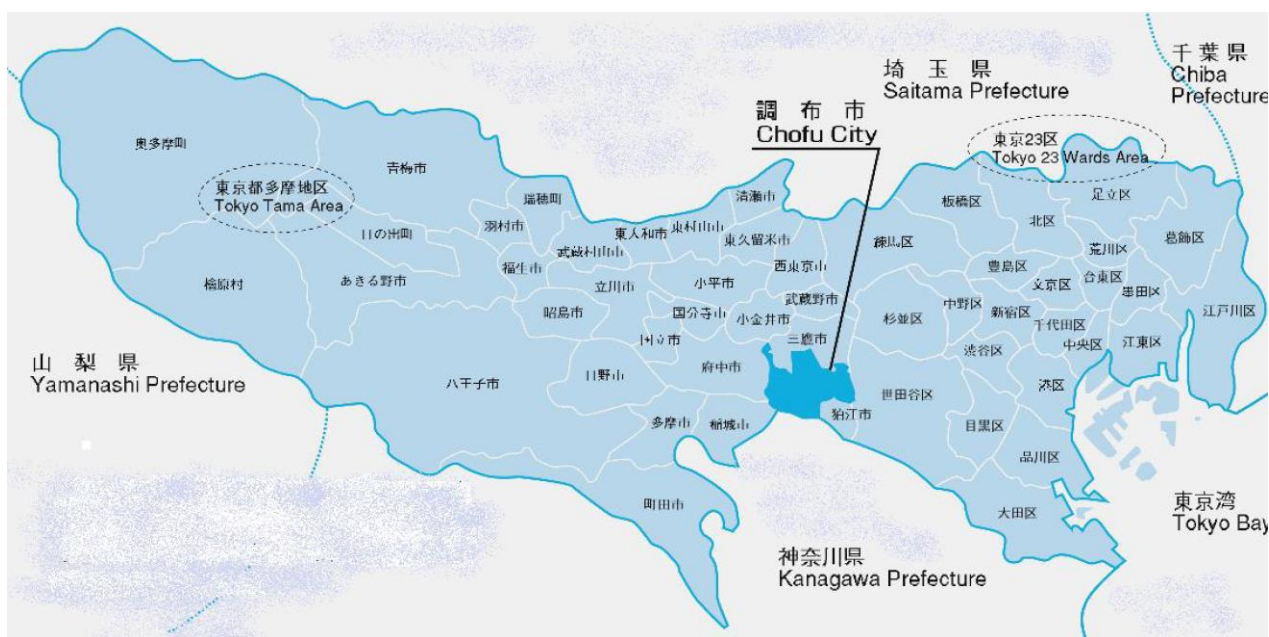 千葉県
Chiba
Prefecture
埼玉県
Saitama Prefecture
調布市
Chofu City
東京23区
Tokyo 23 Wards Area
奥多摩町
青梅市
東京都多摩地区
Tokyo Tama Area
日の出町
瑞穂町
羽村市
福生市
武蔵村山市
東大和市
東村山市
清瀬市
東久留米市
西東京市
檜原村
あきる野市
昭島市
立川市
小平市
国分寺市
小金井市
武蔵野市
三鷹市
国立市
府中市
八王子市
日野市
多摩市
稲城市
狛江市
町田市
板橋区
北区
足立区
葛飾区
練馬区
豊島区
荒川区
文京区
台東区
墨田区
江戸川区
杉並区
中野区
新宿区
千代田区
中央区
江東区
渋谷区
港区
世田谷区
目黒区
品川区
大田区
山梨県
Yamanashi Prefecture
神奈川県
Kanagawa Prefecture
東京湾
Tokyo Bay